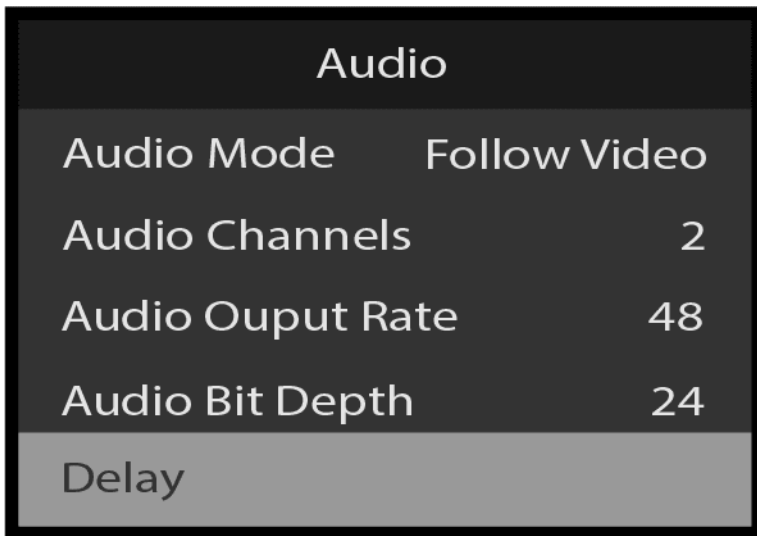 Audio
Audio Mode Follow Video
Audio Channels 2
Audio Ouput Rate 48
Audio Bit Depth 24
Delay